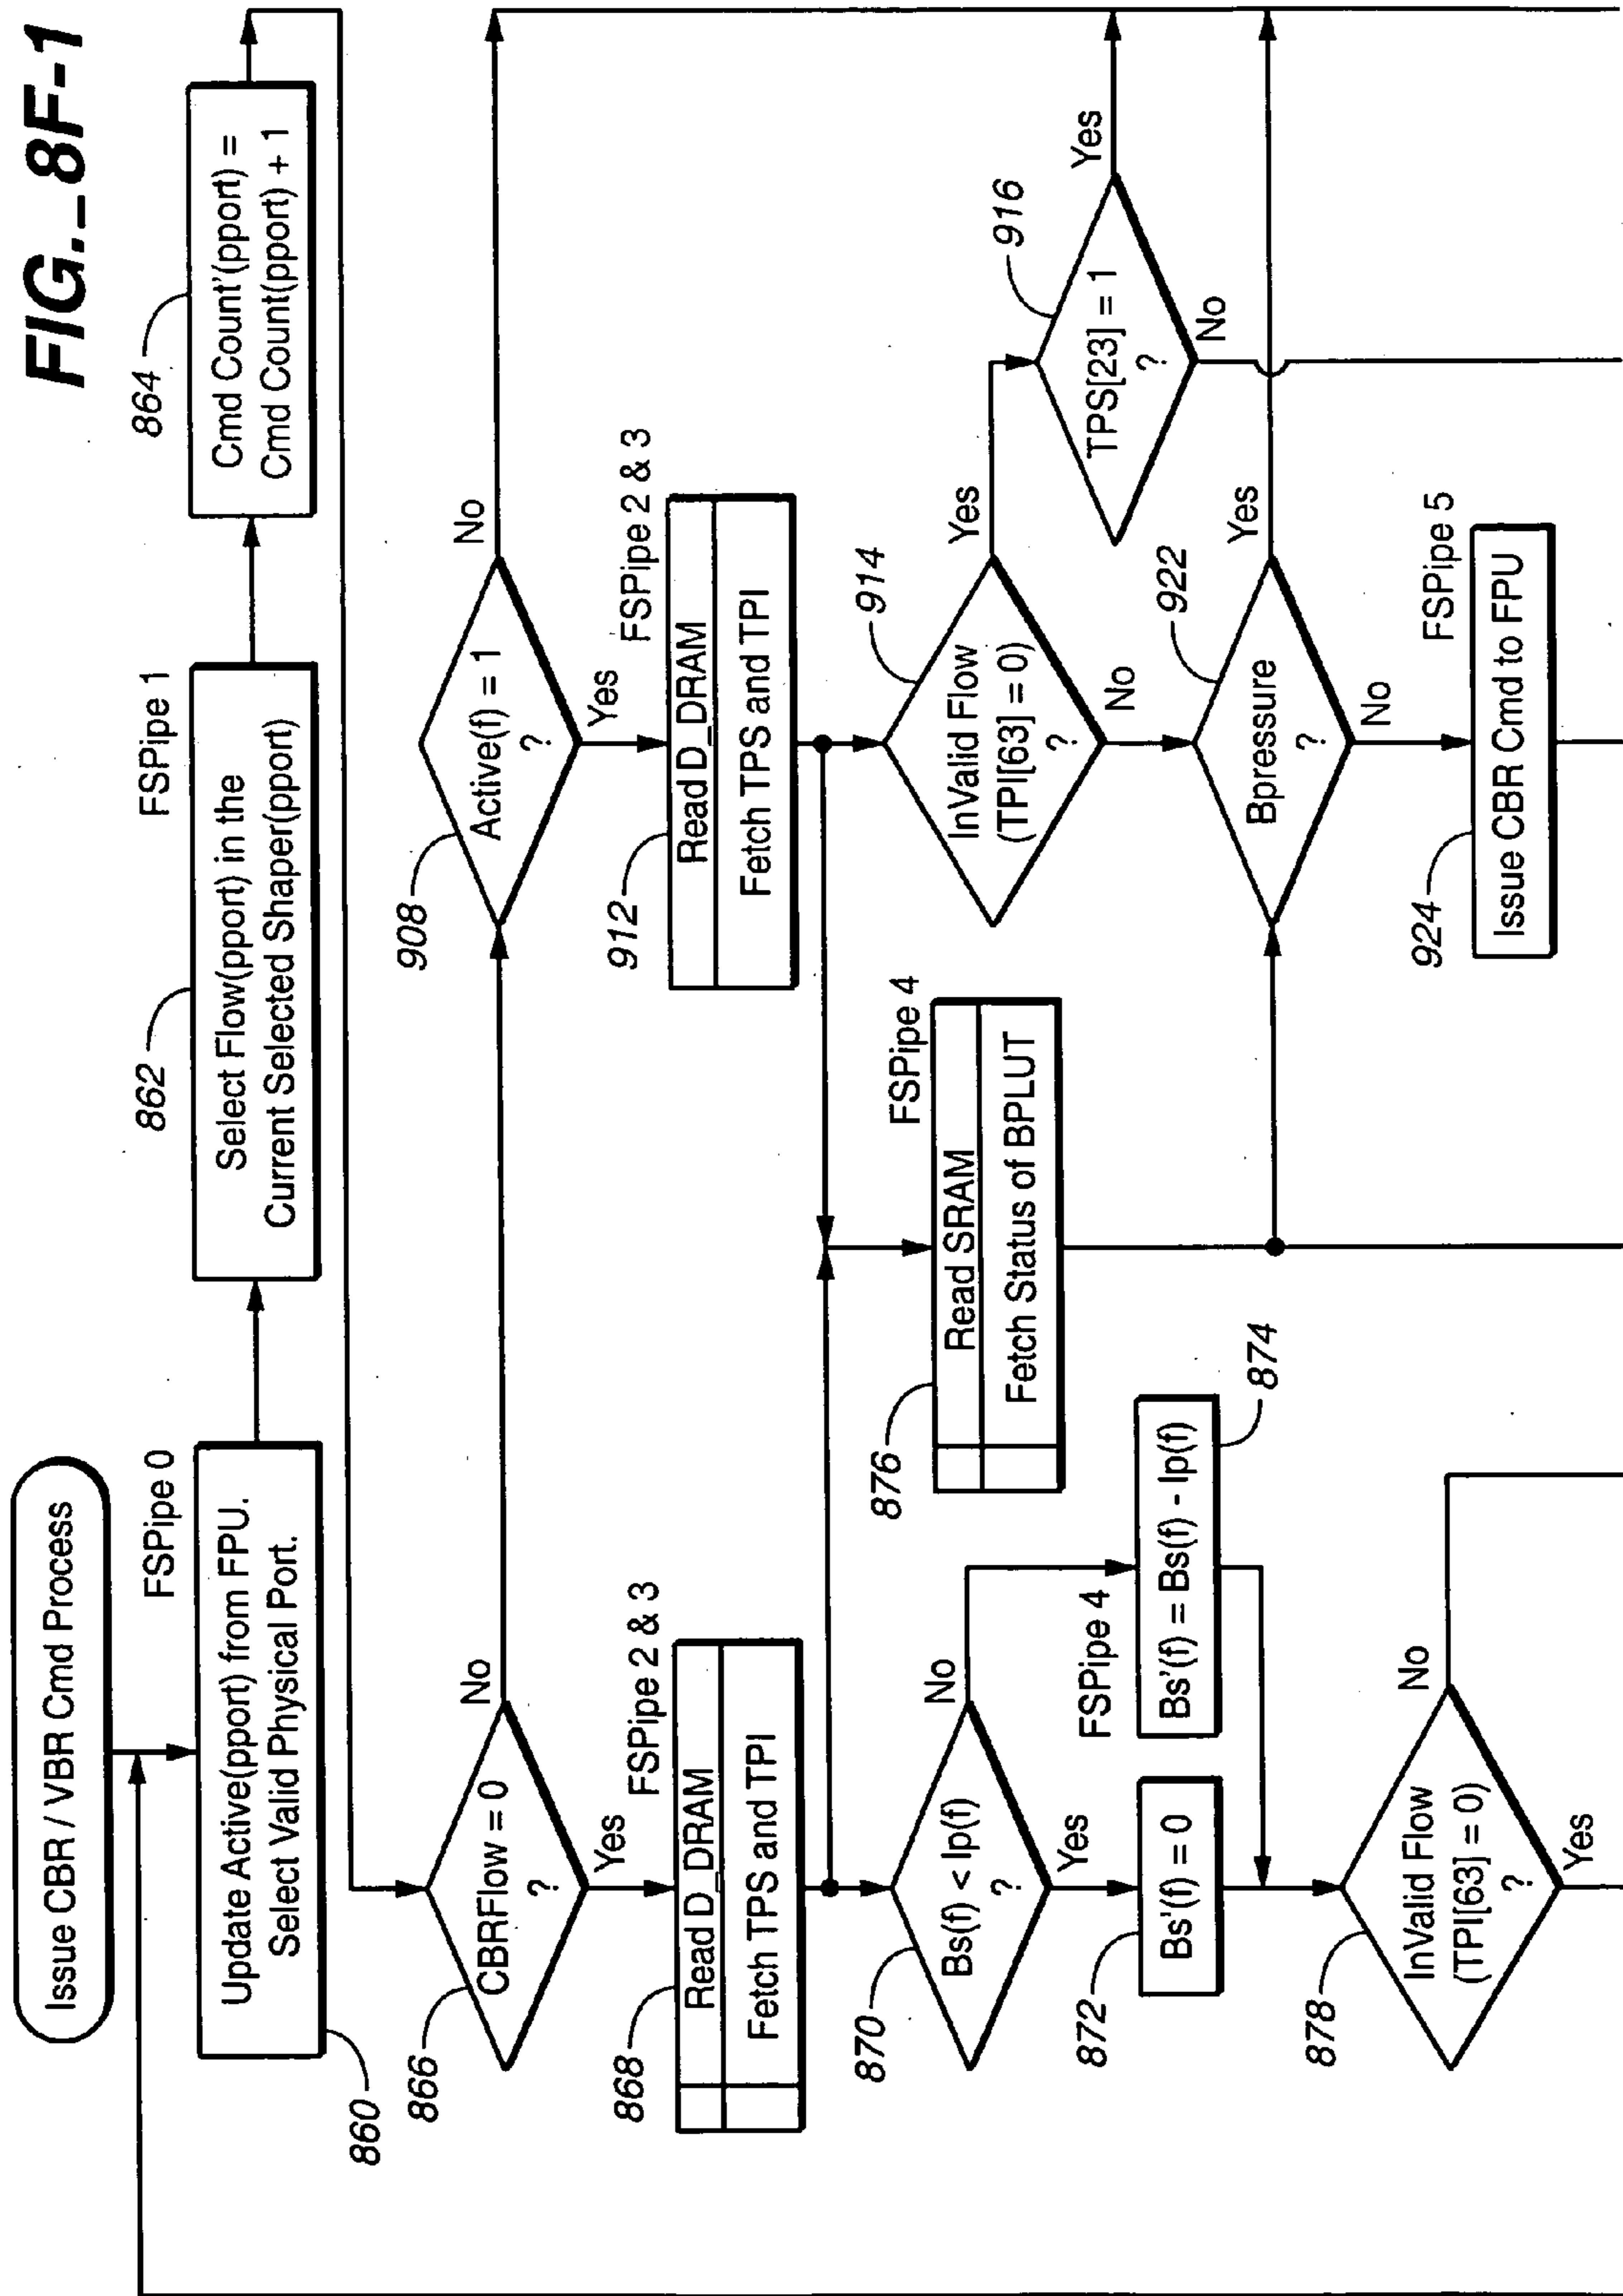 FIG._8F-1
Issue CBR / VBR Cmd Process
FSPipe 0
Update Active(pport) from FPU.
Select Valid Physical Port.
860
FSPipe 1
862
Select Flow(pport) in the
Current Selected Shaper(pport)
864
Cmd Count'(pport) =
Cmd Count(pport) + 1
866
CBRFlow = 0
?
No
Yes
908
Active(f) = 1
?
No
Yes
FSPipe 2 & 3
868
Read D_DRAM
Fetch TPS and TPI
FSPipe 2 & 3
912
Read D_DRAM
Fetch TPS and TPI
870
Bs(f) < Ip(f)
?
No
Yes
FSPipe 4
876
Read SRAM
Fetch Status of BPLUT
914
InValid Flow
(TPI[63] = 0)
?
Yes
No
916
TPS[23] = 1
?
Yes
No
872
Bs'(f) = 0
FSPipe 4
Bs'(f) = Bs(f) - Ip(f)
874
922
Bpressure
?
Yes
No
878
InValid Flow
(TPI[63] = 0)
?
No
Yes
FSPipe 5
924
Issue CBR Cmd to FPU